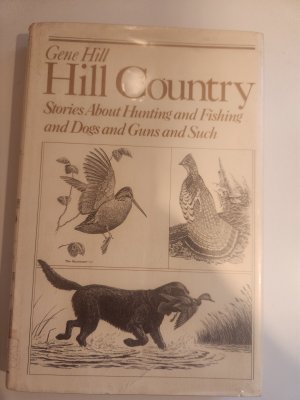 Gene Hill
Hill Country
Stories About Hunting and Fishing
and Dogs and Guns and Such